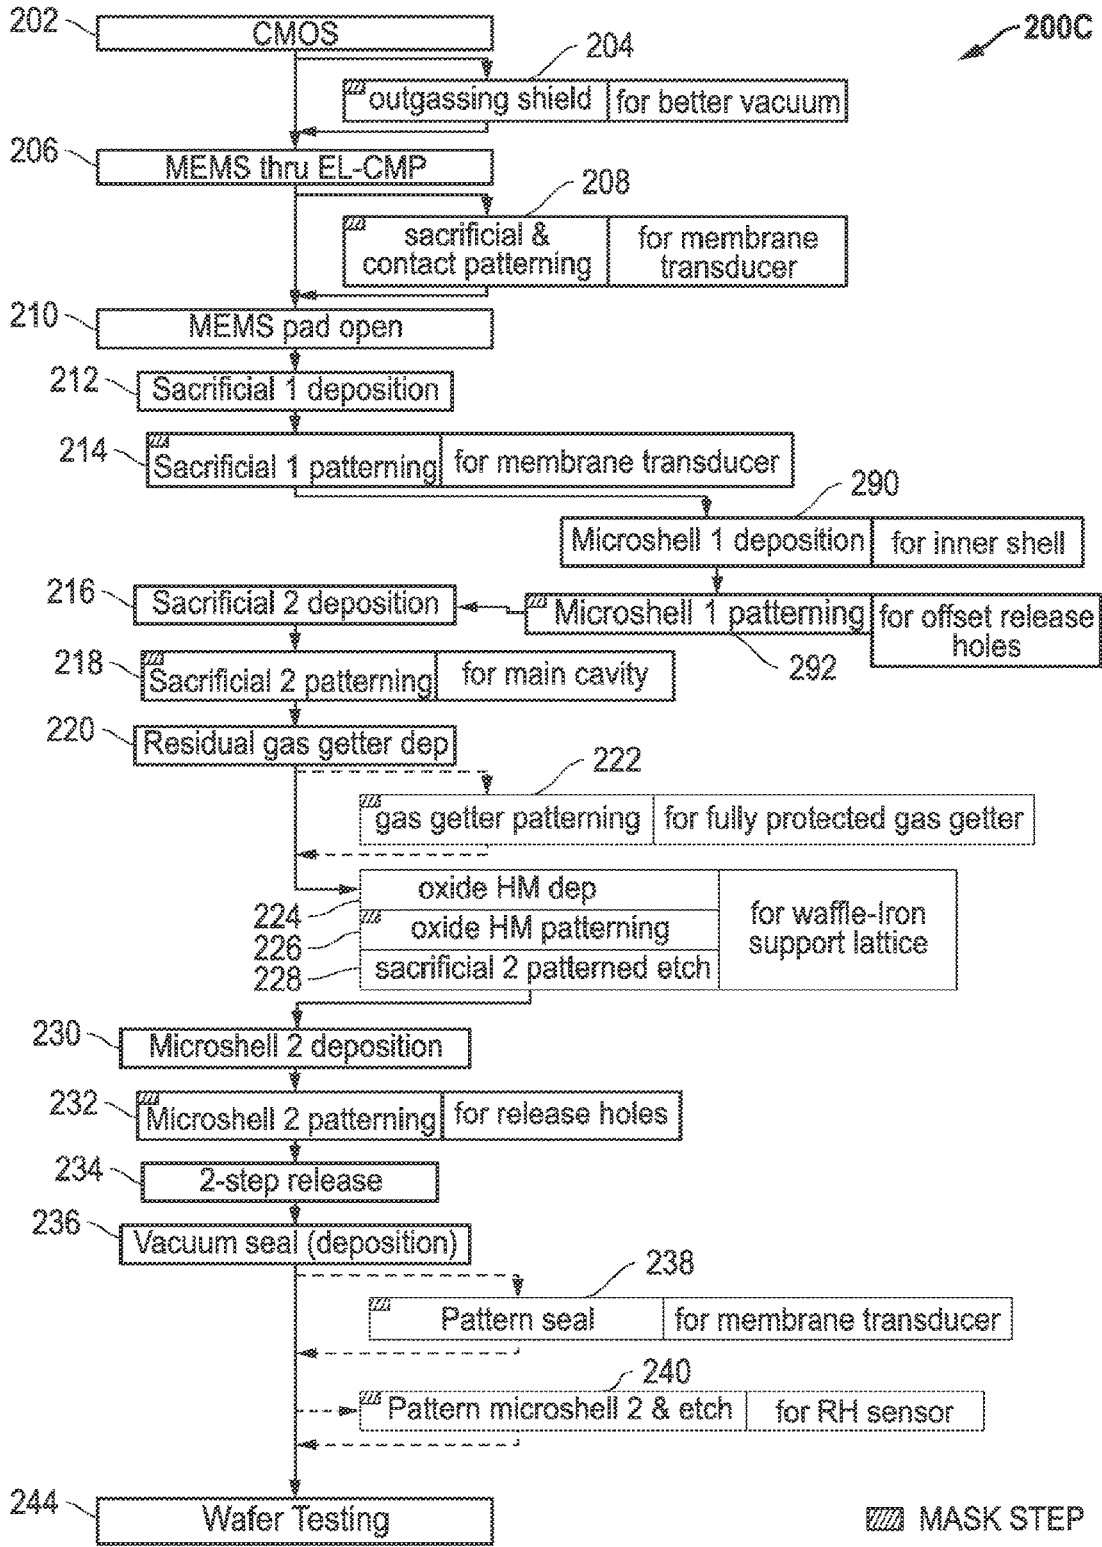 200C
202
CMOS
204
outgassing shield
for better vacuum
206
MEMS thru EL-CMP
208
sacrificial &
contact patterning
for membrane
transducer
210
MEMS pad open
212
Sacrificial 1 deposition
214
Sacrificial 1 patterning
for membrane transducer
290
Microshell 1 deposition
for inner shell
216
Sacrificial 2 deposition
Microshell 1 patterning
for offset release
holes
292
218
Sacrificial 2 patterning
for main cavity
220
Residual gas getter dep
222
gas getter patterning
for fully protected gas getter
224
oxide HM dep
226
oxide HM patterning
228
sacrificial 2 patterned etch
for waffle-Iron
support lattice
230
Microshell 2 deposition
232
Microshell 2 patterning
for release holes
234
2-step release
236
Vacuum seal (deposition)
238
Pattern seal
for membrane transducer
240
Pattern microshell 2 & etch
for RH sensor
244
Wafer Testing
MASK STEP